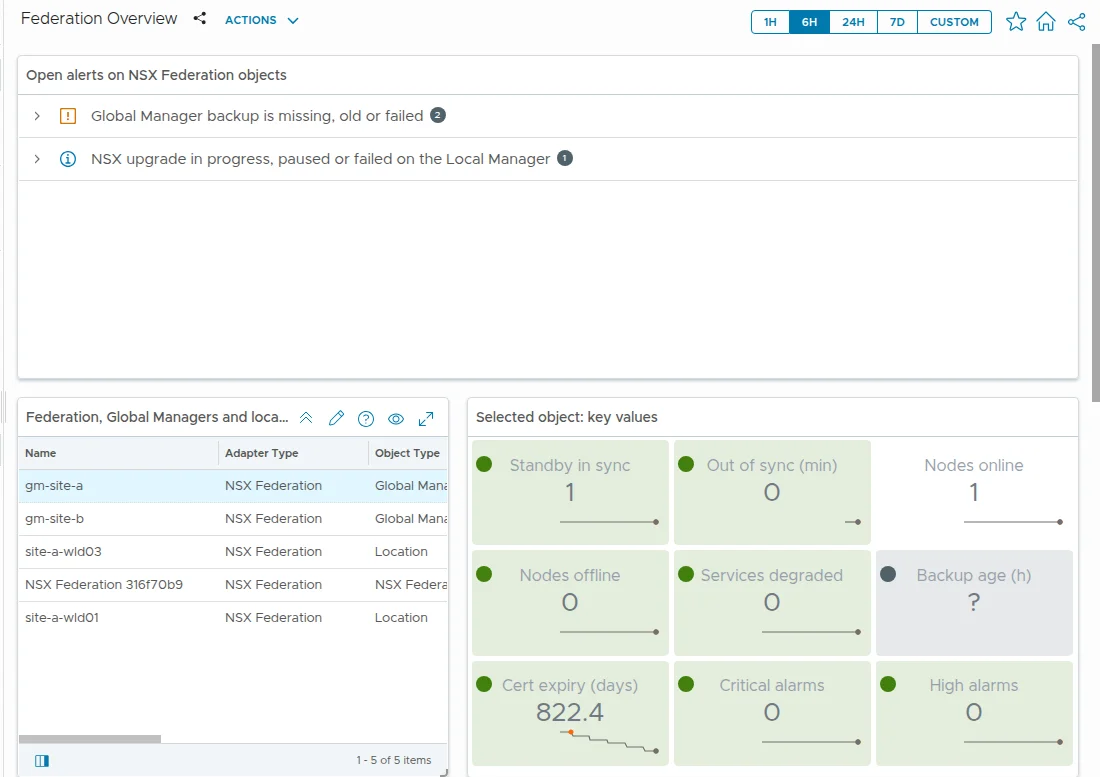 Federation Overview ACTIONS 1H 6H 24H 7D CUSTOM
Open alerts on NSX Federation objects
! Global Manager backup is missing, old or failed 2
i NSX upgrade in progress, paused or failed on the Local Manager 1
Federation, Global Managers and loca... ?
Name Adapter Type Object Type
gm-site-a NSX Federation Global Mana
gm-site-b NSX Federation Global Mana
site-a-wld03 NSX Federation Location
NSX Federation 316f70b9 NSX Federation NSX Federa
site-a-wld01 NSX Federation Location
1 - 5 of 5 items
Selected object: key values
Standby in sync Out of sync (min) Nodes online
1 0 1
Nodes offline Services degraded Backup age (h)
0 0 ?
Cert expiry (days) Critical alarms High alarms
822.4 0 0